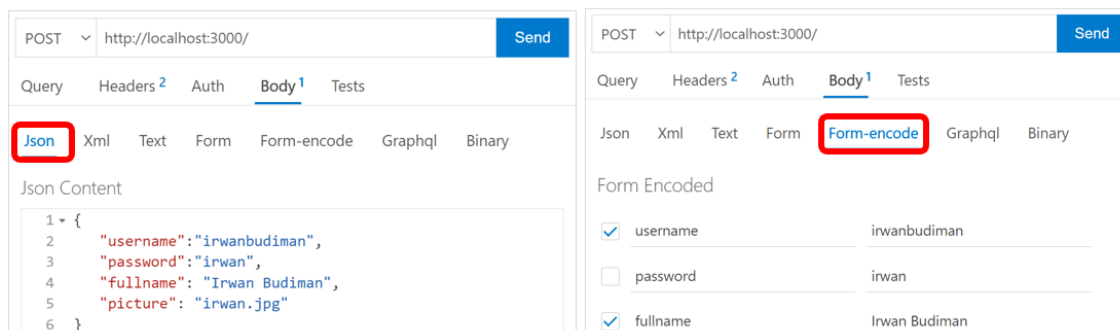 POST http://localhost:3000/ Send
Query Headers 2 Auth Body 1 Tests
Json Xml Text Form Form-encode Graphql Binary
Json Content
1 {
2 "username":"irwanbudiman",
3 "password":"irwan",
4 "fullname": "Irwan Budiman",
5 "picture": "irwan.jpg"
6 }
POST http://localhost:3000/ Send
Query Headers 2 Auth Body 1 Tests
Json Xml Text Form Form-encode Graphql Binary
Form Encoded
username irwanbudiman
password irwan
fullname Irwan Budiman